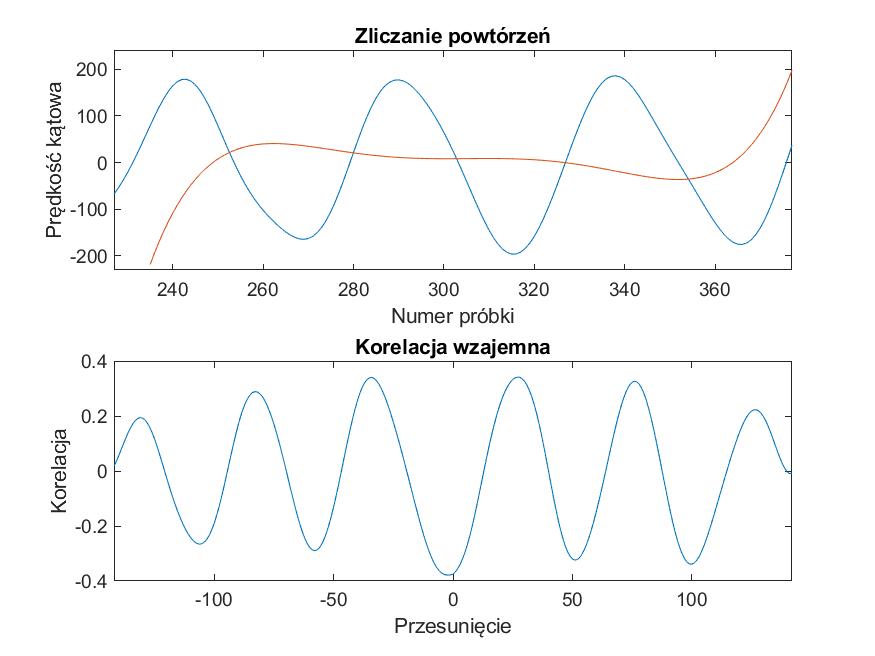 Zliczanie powtórzeń
Prędkość kątowa
200
100
0
-100
-200
240 260 280 300 320 340 360
Numer próbki
Korelacja wzajemna
Korelacja
0.4
0.2
0
-0.2
-0.4
-100 -50 0 50 100
Przesunięcie